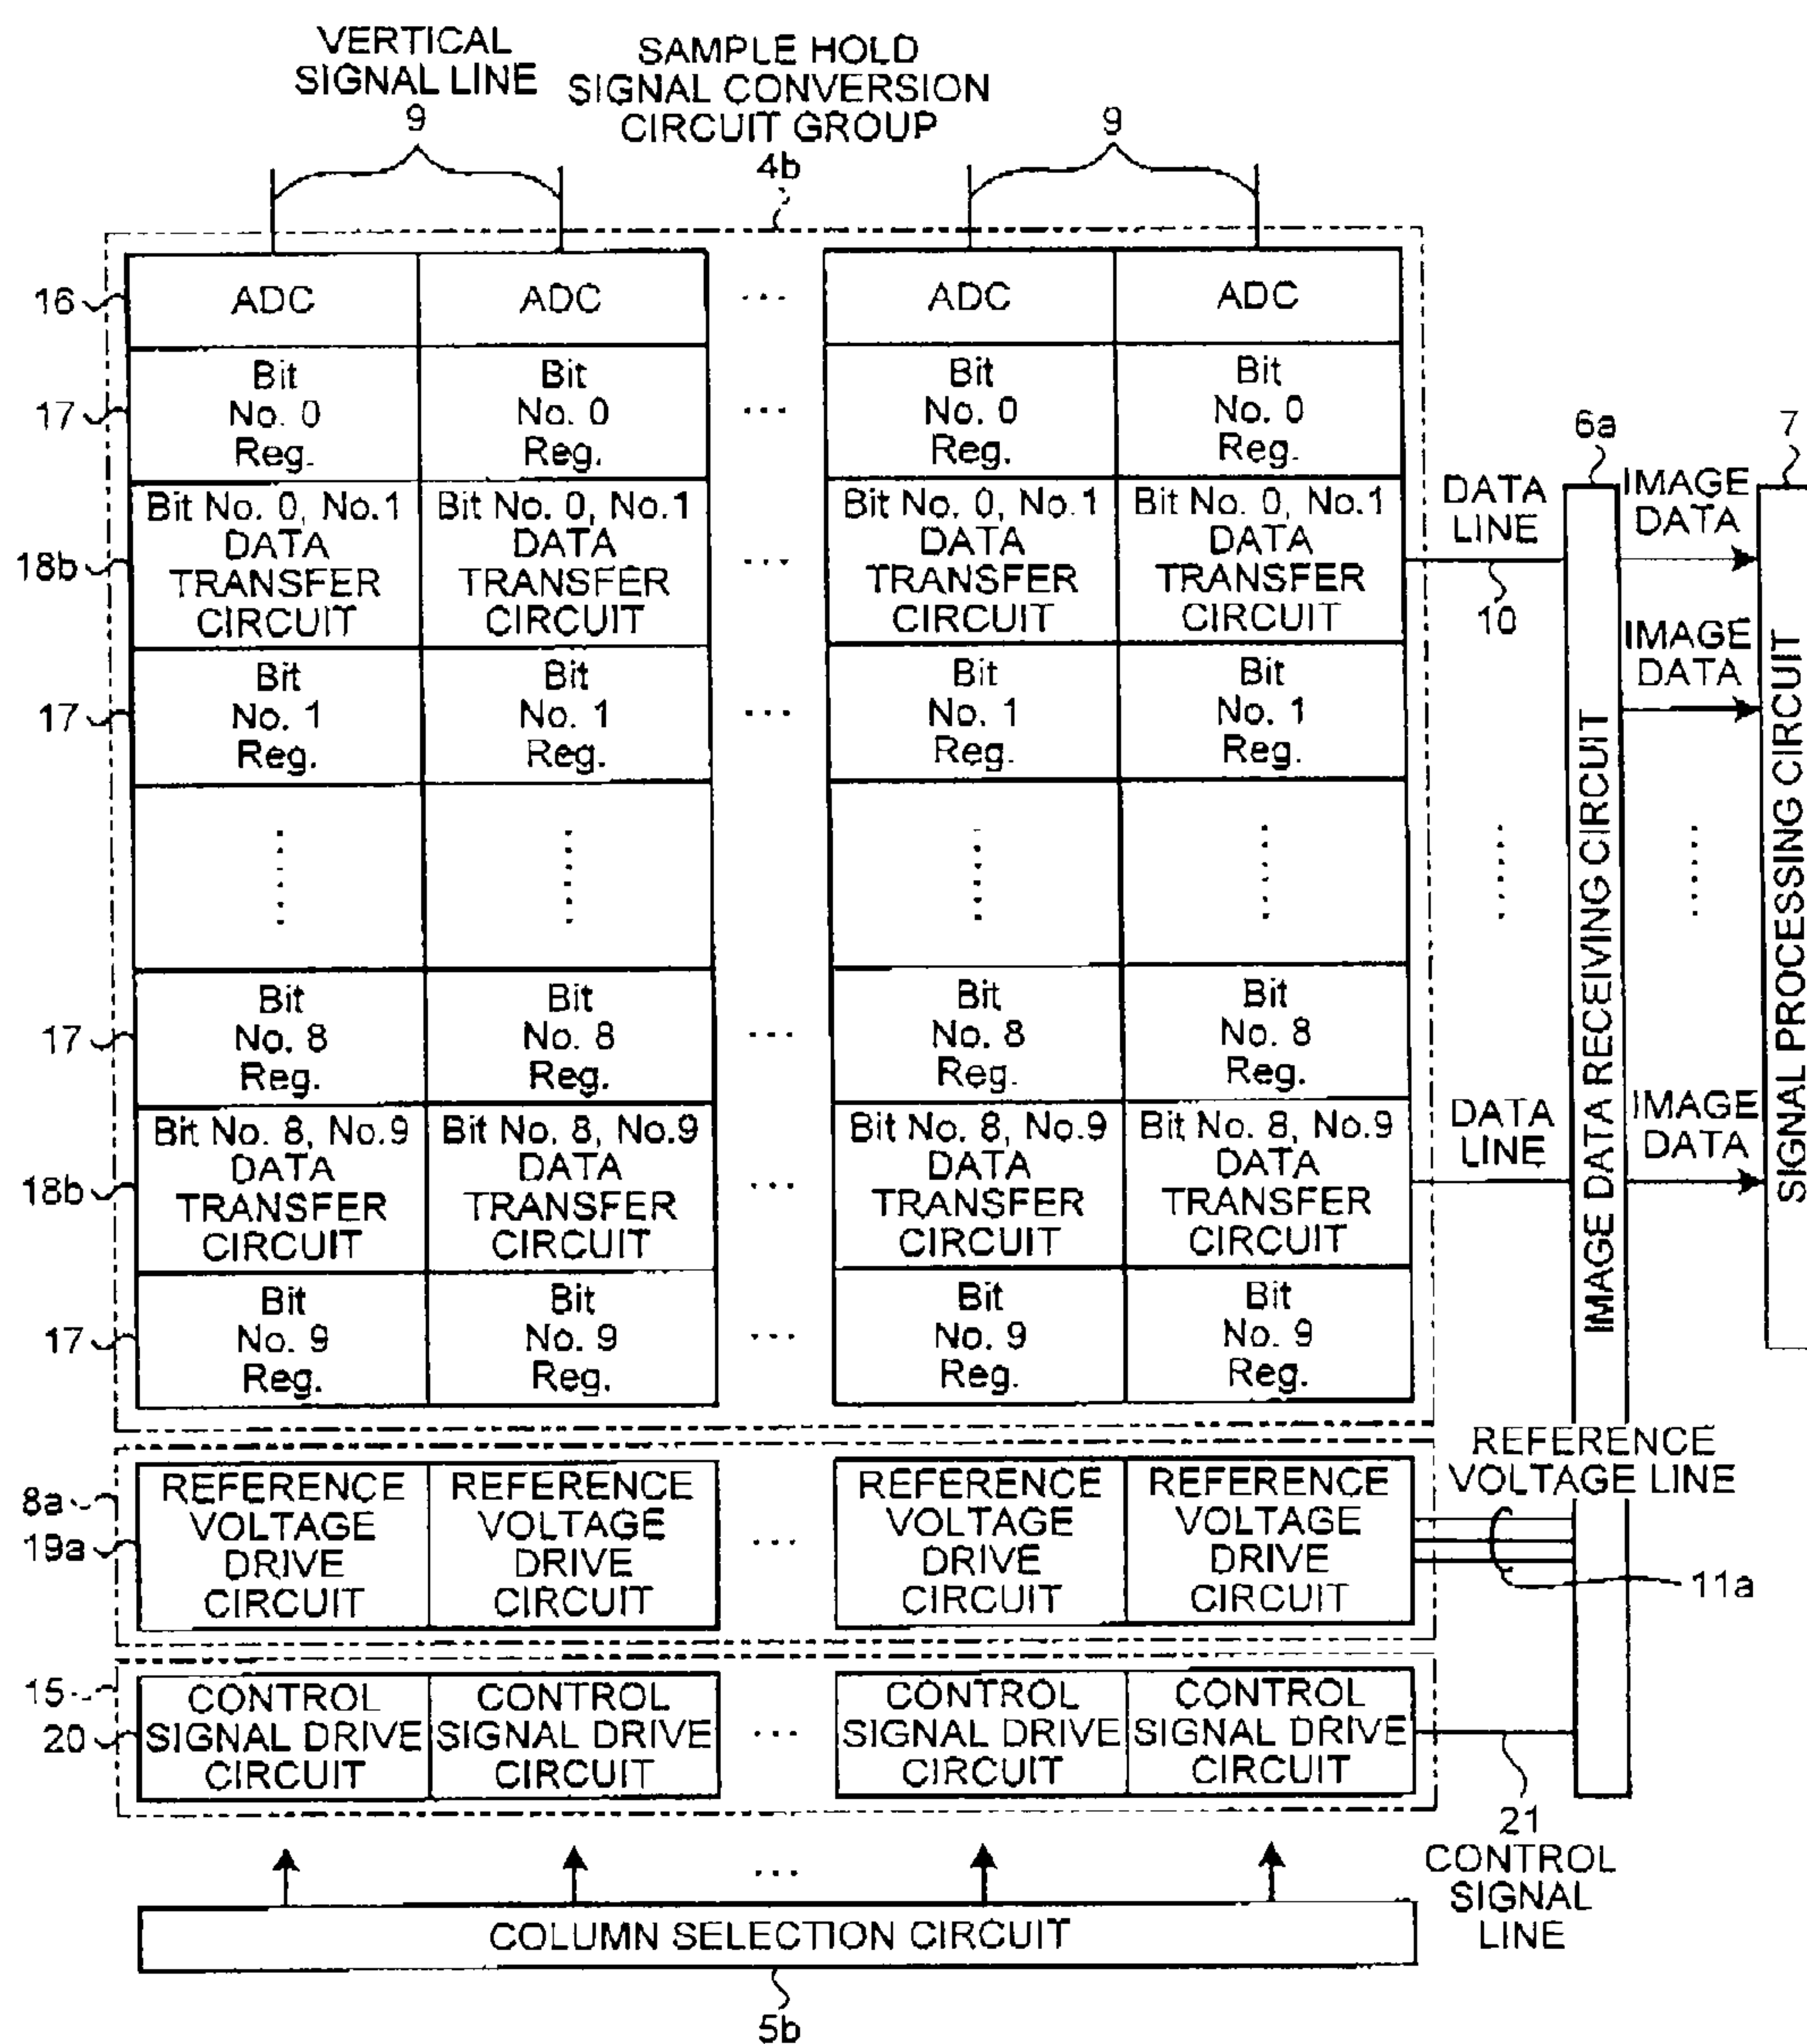 VERTICAL
SIGNAL LINE
9
SAMPLE HOLD
SIGNAL CONVERSION
CIRCUIT GROUP
4b
9
16
ADC
ADC
...
ADC
ADC
17
Bit
No. 0
Reg.
Bit
No. 0
Reg.
...
Bit
No. 0
Reg.
Bit
No. 0
Reg.
18b
Bit No. 0, No.1
DATA
TRANSFER
CIRCUIT
Bit No. 0, No.1
DATA
TRANSFER
CIRCUIT
...
Bit No. 0, No.1
DATA
TRANSFER
CIRCUIT
Bit No. 0, No.1
DATA
TRANSFER
CIRCUIT
DATA
LINE
10
6a
IMAGE
DATA
7
IMAGE
DATA
17
Bit
No. 1
Reg.
Bit
No. 1
Reg.
...
Bit
No. 1
Reg.
Bit
No. 1
Reg.
IMAGE DATA RECEIVING CIRCUIT
SIGNAL PROCESSING CIRCUIT
17
Bit
No. 8
Reg.
Bit
No. 8
Reg.
...
Bit
No. 8
Reg.
Bit
No. 8
Reg.
18b
Bit No. 8, No.9
DATA
TRANSFER
CIRCUIT
Bit No. 8, No.9
DATA
TRANSFER
CIRCUIT
...
Bit No. 8, No.9
DATA
TRANSFER
CIRCUIT
Bit No. 8, No.9
DATA
TRANSFER
CIRCUIT
DATA
LINE
IMAGE
DATA
17
Bit
No. 9
Reg.
Bit
No. 9
Reg.
...
Bit
No. 9
Reg.
Bit
No. 9
Reg.
8a
19a
REFERENCE
VOLTAGE
DRIVE
CIRCUIT
REFERENCE
VOLTAGE
DRIVE
CIRCUIT
...
REFERENCE
VOLTAGE
DRIVE
CIRCUIT
REFERENCE
VOLTAGE
DRIVE
CIRCUIT
REFERENCE
VOLTAGE LINE
11a
15
20
CONTROL
SIGNAL DRIVE
CIRCUIT
CONTROL
SIGNAL DRIVE
CIRCUIT
...
CONTROL
SIGNAL DRIVE
CIRCUIT
CONTROL
SIGNAL DRIVE
CIRCUIT
21
CONTROL
SIGNAL
LINE
...
COLUMN SELECTION CIRCUIT
5b